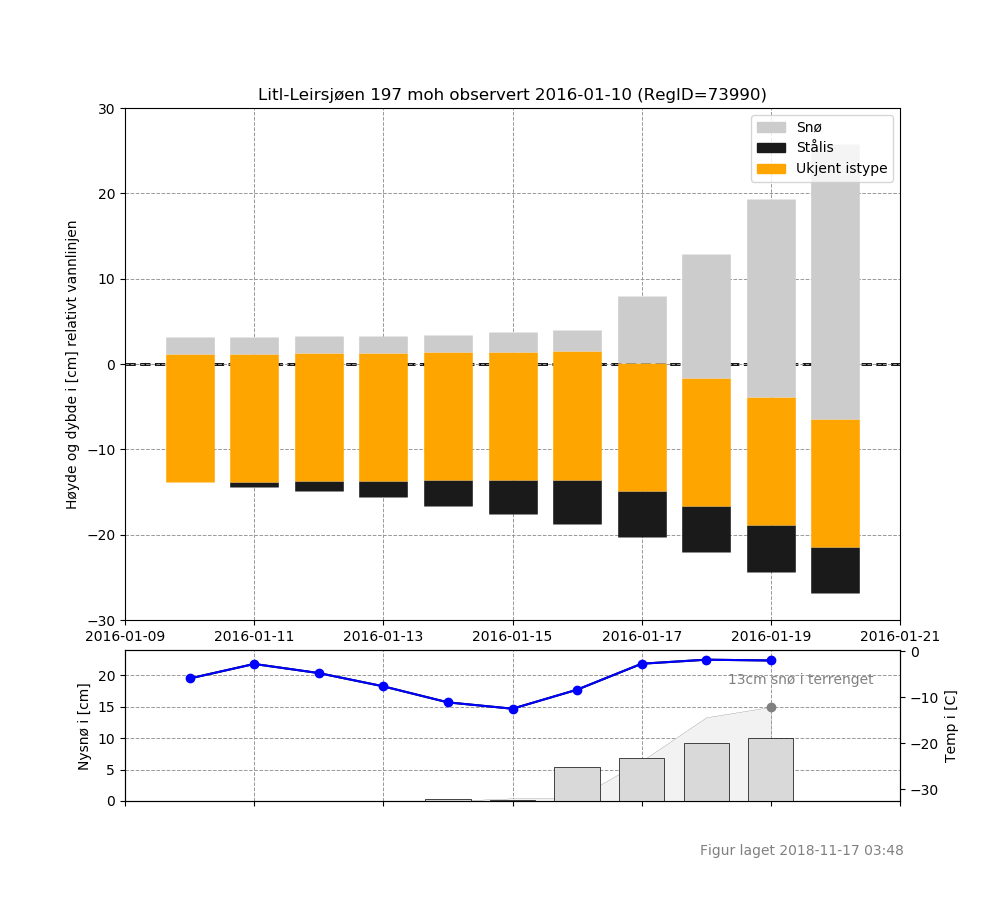 Litl-Leirsjøen 197 moh observert 2016-01-10 (RegID=73990)
Høyde og dybde i [cm] relativt vannlinjen
30
20
10
0
−10
−20
−30
Snø
Stålis
Ukjent istype
2016-01-09 2016-01-11 2016-01-13 2016-01-15 2016-01-17 2016-01-19 2016-01-21
Nysnø i [cm]
20
15
10
5
0
13cm snø i terrenget
0
−10
−20
−30
Temp i [C]
Figur laget 2018-11-17 03:48